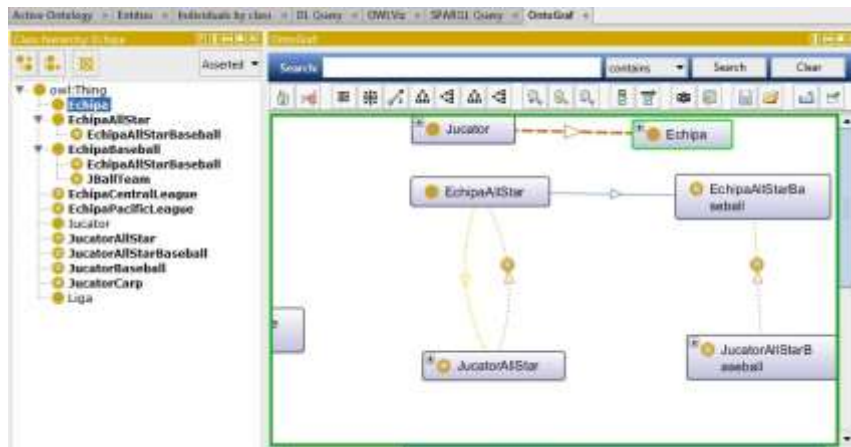 Active Ontology × Entities × Individuals by class × DL Query × OWLViz × SPARQL Query × OntoGraf ×
Class hierarchy: Echipa
OntoGraf
Asserted
Search:
contains
Search
Clear
owl:Thing
Echipa
EchipaAllStar
EchipaAllStarBaseball
EchipaBaseball
EchipaAllStarBaseball
JBallTeam
EchipaCentralLeague
EchipaPacificLeague
Jucator
JucatorAllStar
JucatorAllStarBaseball
JucatorBaseball
JucatorCarp
Liga
Jucator
Echipa
EchipaAllStar
EchipaAllStarBa
seball
JucatorAllStar
JucatorAllStarB
aseball